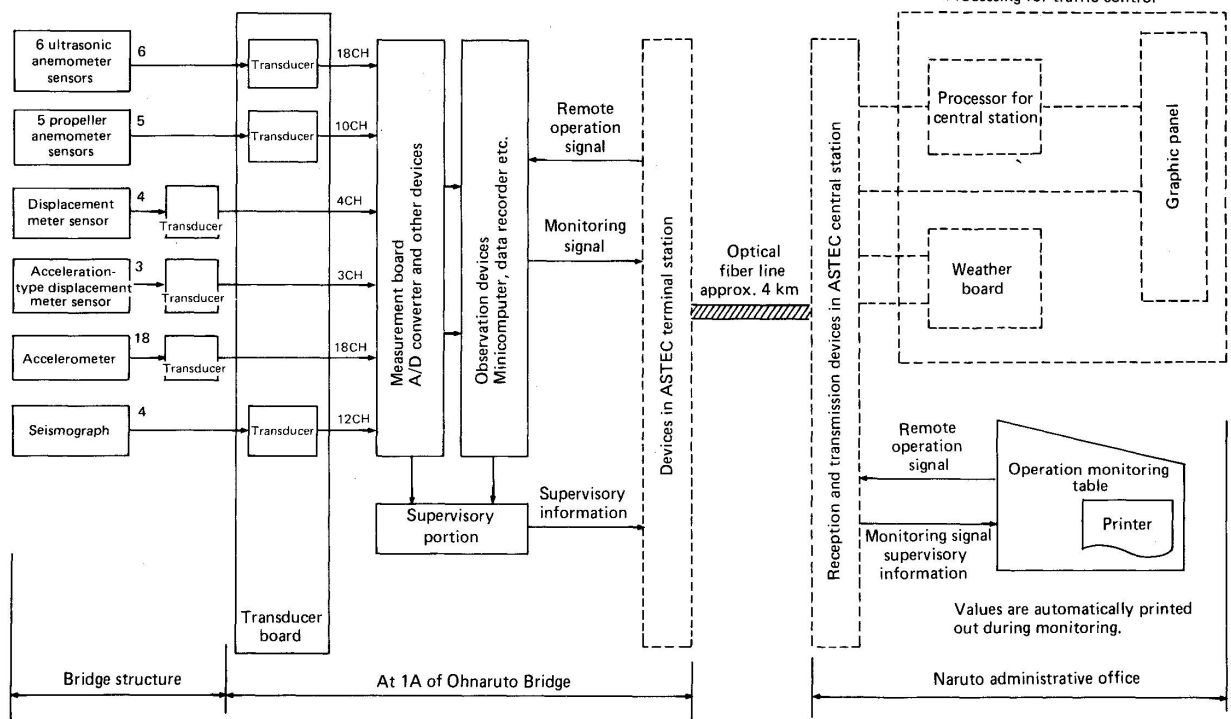 Processing for traffic control
6 ultrasonic
anemometer
sensors
6
Transducer
18CH
5 propeller
anemometer
sensors
5
Transducer
10CH
Displacement
meter sensor
4
Transducer
4CH
Acceleration-
type displacement
meter sensor
3
Transducer
3CH
Accelerometer
18
Transducer
18CH
Seismograph
4
Transducer
12CH
Transducer
board
Measurement board
A/D converter and other devices
Observation devices
Minicomputer, data recorder etc.
Remote
operation
signal
Monitoring
signal
Supervisory
portion
Supervisory
information
Devices in ASTEC terminal station
Optical
fiber line
approx. 4 km
Reception and transmission devices in ASTEC central station
Processor for
central station
Weather
board
Graphic panel
Remote
operation
signal
Operation monitoring
table
Printer
Monitoring signal
supervisory
information
Values are automatically printed
out during monitoring.
Bridge structure
At 1A of Ohnaruto Bridge
Naruto administrative office